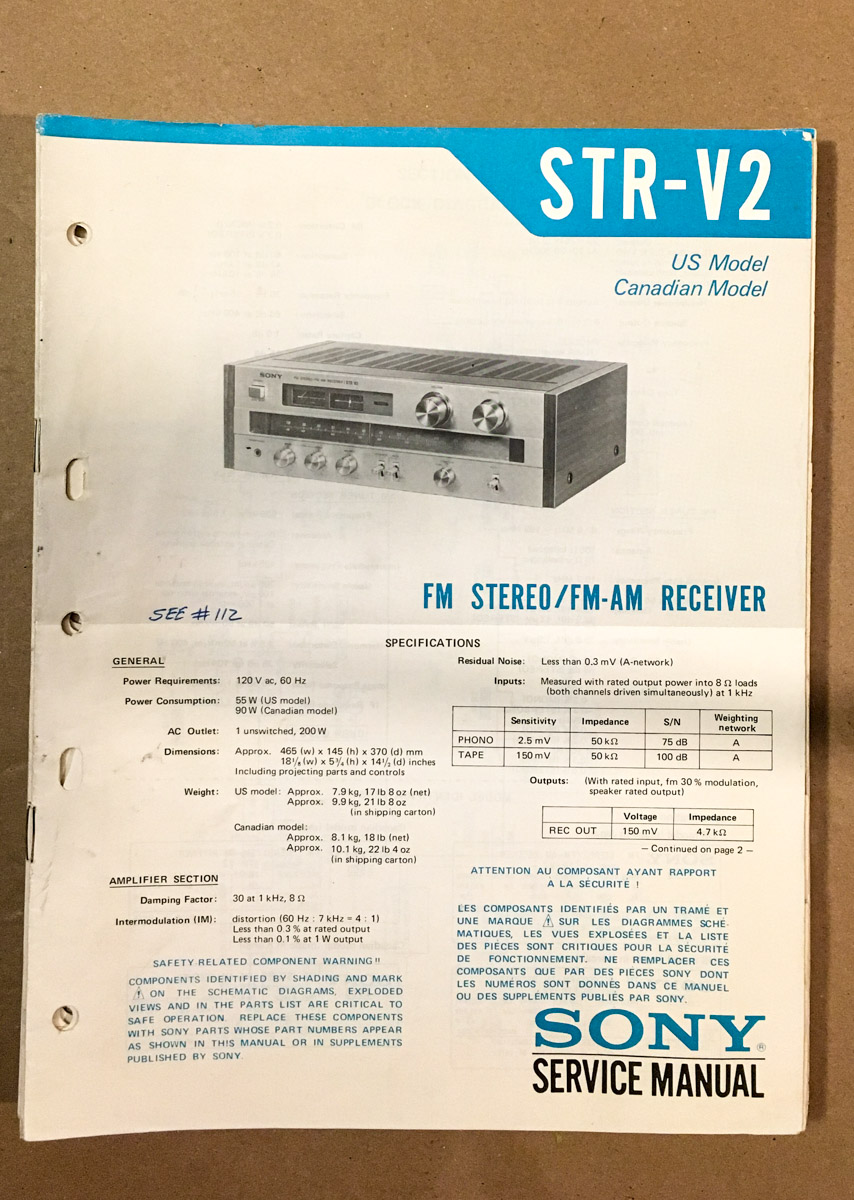 STR-V2
US Model
Canadian Model
SONY
FM STEREO/FM-AM RECEIVER
SEE #112
SPECIFICATIONS
GENERAL
Power Requirements: 120 V ac, 60 Hz
Power Consumption: 55 W (US model)
90 W (Canadian model)
AC Outlet: 1 unswitched, 200 W
Dimensions: Approx. 465 (w) x 145 (h) x 370 (d) mm
18 1/8 (w) x 5 3/4 (h) x 14 1/2 (d) inches
Including projecting parts and controls
Weight: US model: Approx. 7.9 kg, 17 lb 8 oz (net)
Approx. 9.9 kg, 21 lb 8 oz
(in shipping carton)
Canadian model:
Approx. 8.1 kg, 18 lb (net)
Approx. 10.1 kg, 22 lb 4 oz
(in shipping carton)
AMPLIFIER SECTION
Damping Factor: 30 at 1 kHz, 8 Ω
Intermodulation (IM): distortion (60 Hz : 7 kHz = 4 : 1)
Less than 0.3 % at rated output
Less than 0.1 % at 1 W output
SAFETY RELATED COMPONENT WARNING!!
COMPONENTS IDENTIFIED BY SHADING AND MARK
⚠ ON THE SCHEMATIC DIAGRAMS, EXPLODED
VIEWS AND IN THE PARTS LIST ARE CRITICAL TO
SAFE OPERATION. REPLACE THESE COMPONENTS
WITH SONY PARTS WHOSE PART NUMBERS APPEAR
AS SHOWN IN THIS MANUAL OR IN SUPPLEMENTS
PUBLISHED BY SONY.
Residual Noise: Less than 0.3 mV (A-network)
Inputs: Measured with rated output power into 8 Ω loads
(both channels driven simultaneously) at 1 kHz
Sensitivity Impedance S/N Weighting network
PHONO 2.5 mV 50 kΩ 75 dB A
TAPE 150 mV 50 kΩ 100 dB A
Outputs: (With rated input, fm 30 % modulation,
speaker rated output)
Voltage Impedance
REC OUT 150 mV 4.7 kΩ
— Continued on page 2 —
ATTENTION AU COMPOSANT AYANT RAPPORT
A LA SÉCURITÉ !
LES COMPOSANTS IDENTIFIÉS PAR UN TRAMÉ ET
UNE MARQUE ⚠ SUR LES DIAGRAMMES SCHÉ-
MATIQUES, LES VUES EXPLOSÉES ET LA LISTE
DES PIÈCES SONT CRITIQUES POUR LA SÉCURITÉ
DE FONCTIONNEMENT. NE REMPLACER CES
COMPOSANTS QUE PAR DES PIÈCES SONY DONT
LES NUMÉROS SONT DONNÉS DANS CE MANUEL
OU DES SUPPLÉMENTS PUBLIÉS PAR SONY.
SONY®
SERVICE MANUAL